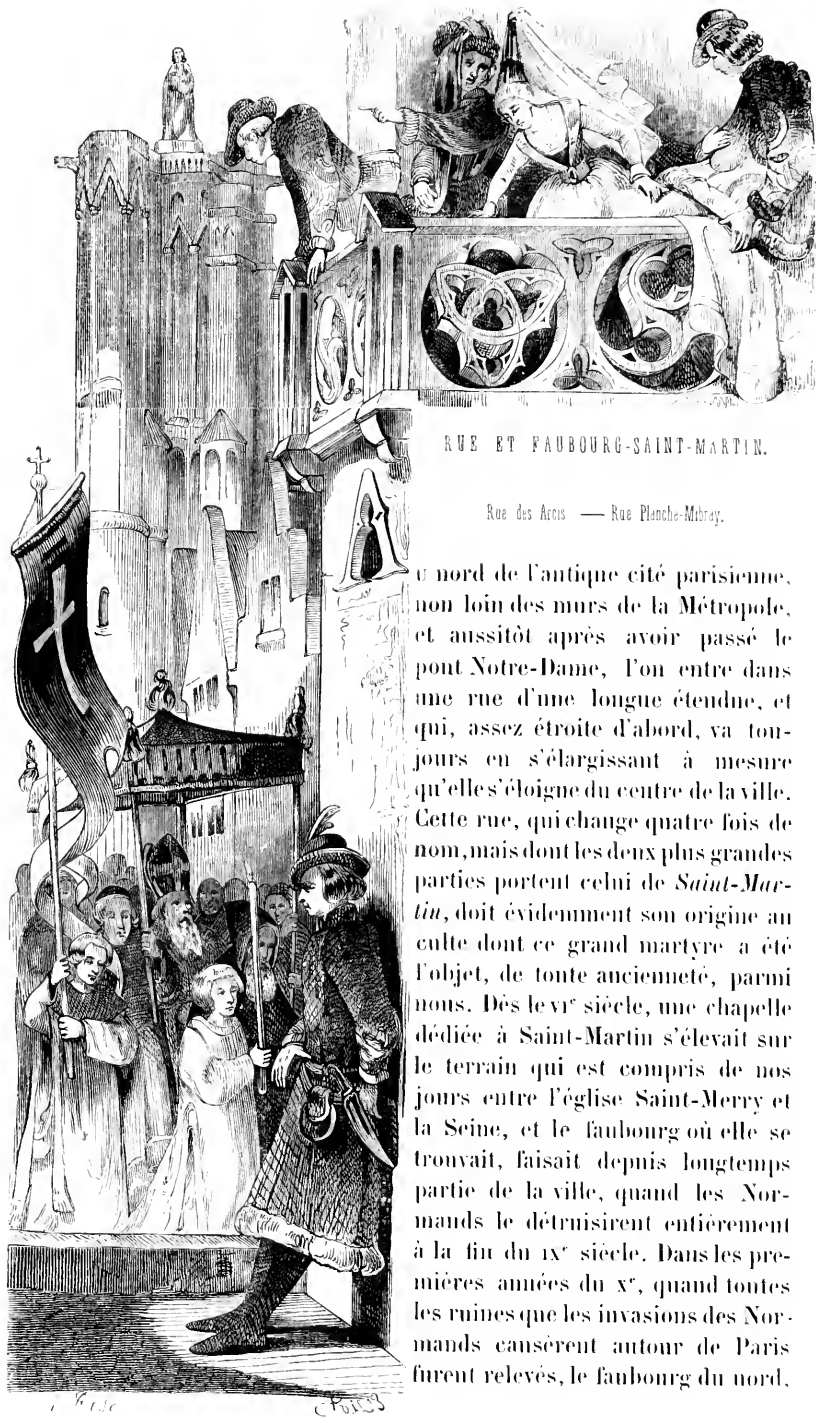 RUE ET FAUBOURG-SAINT-MARTIN.
Rue des Arcis — Rue Planche-Mibray.
AU nord de l'antique cité parisienne,
non loin des murs de la Métropole,
et aussitôt après avoir passé le
pont Notre-Dame, l'on entre dans
une rue d'une longue étendue, et
qui, assez étroite d'abord, va tou-
jours en s'élargissant à mesure
qu'elle s'éloigne du centre de la ville.
Cette rue, qui change quatre fois de
nom, mais dont les deux plus grandes
parties portent celui de Saint-Mar-
tin, doit évidemment son origine au
culte dont ce grand martyre a été
l'objet, de toute ancienneté, parmi
nous. Dès le VIe siècle, une chapelle
dédiée à Saint-Martin s'élevait sur
le terrain qui est compris de nos
jours entre l'église Saint-Merry et
la Seine, et le faubourg où elle se
trouvait, faisait depuis longtemps
partie de la ville, quand les Nor-
mands le détruisirent entièrement
à la fin du IXe siècle. Dans les pre-
mières années du Xe, quand toutes
les ruines que les invasions des Nor-
mands causèrent autour de Paris
furent relevés, le faubourg du nord,